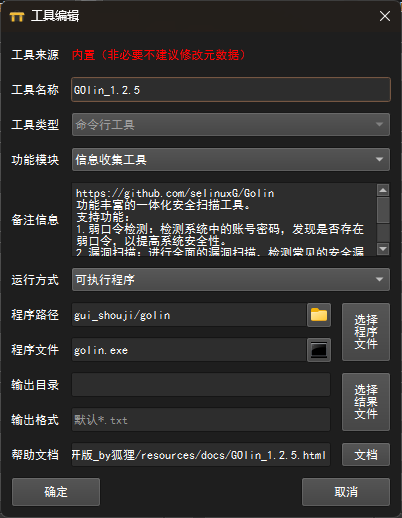 工具编辑
工具来源 内置（非必要不建议修改元数据）
工具名称 GOlin_1.2.5
工具类型 命令行工具
功能模块 信息收集工具
备注信息 https://github.com/selinuxG/Golin
功能丰富的一体化安全扫描工具。
支持功能：
1.弱口令检测：检测系统中的账号密码，发现是否存在
弱口令，以提高系统安全性。
2.漏洞扫描：进行全面的漏洞扫描，检测常见的安全漏
运行方式 可执行程序
程序路径 gui_shouji/golin
选择
程序
文件
程序文件 golin.exe
输出目录
选择
结果
文件
输出格式 默认*.txt
帮助文档 开版_by狐狸/resources/docs/GOlin_1.2.5.html 文档
确定 取消